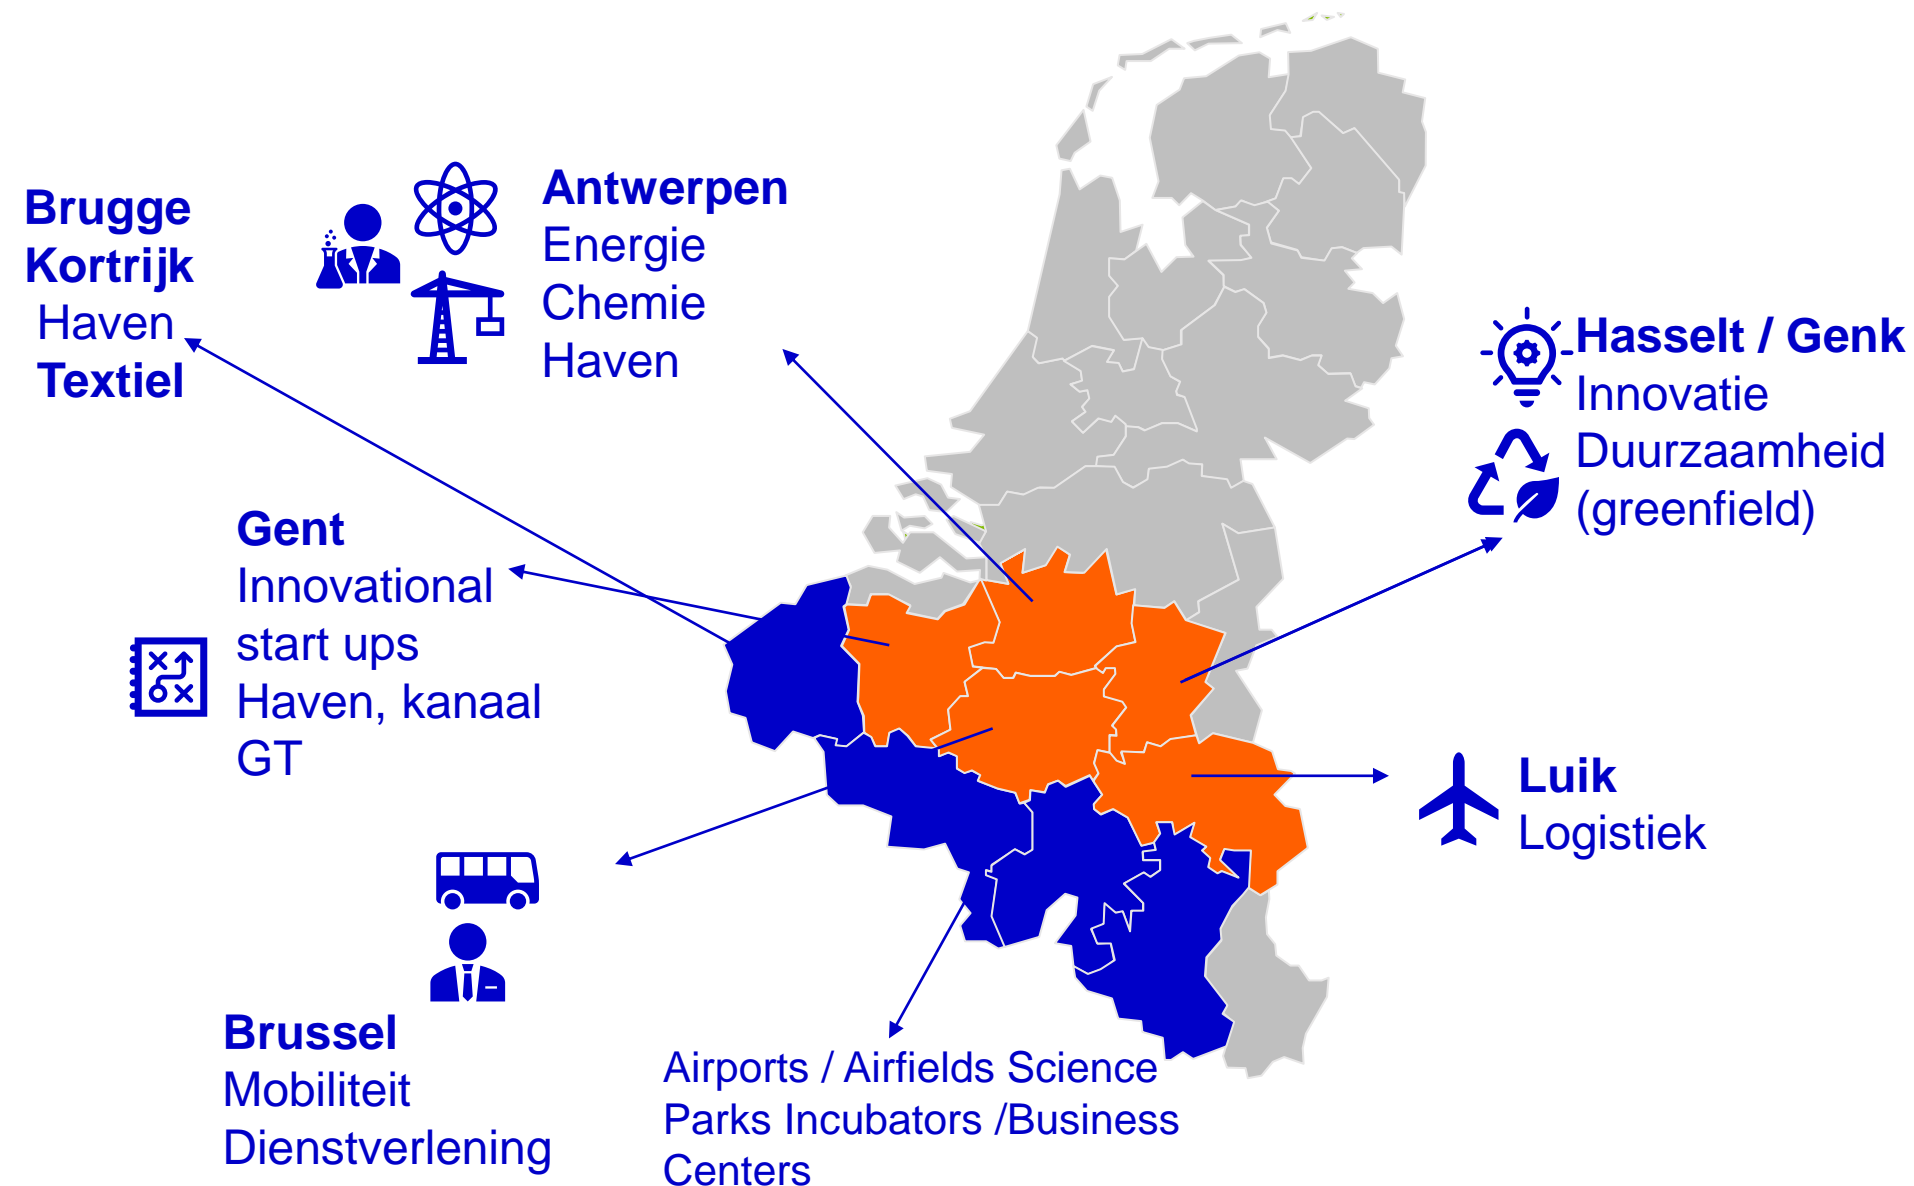 Brugge
Kortrijk
Haven
Textiel
Antwerpen
Energie
Chemie
Haven
Hasselt / Genk
Innovatie
Duurzaamheid
(greenfield)
Gent
Innovational
start ups
Haven, kanaal
GT
Luik
Logistiek
Brussel
Mobiliteit
Dienstverlening
Airports / Airfields Science
Parks Incubators /Business
Centers